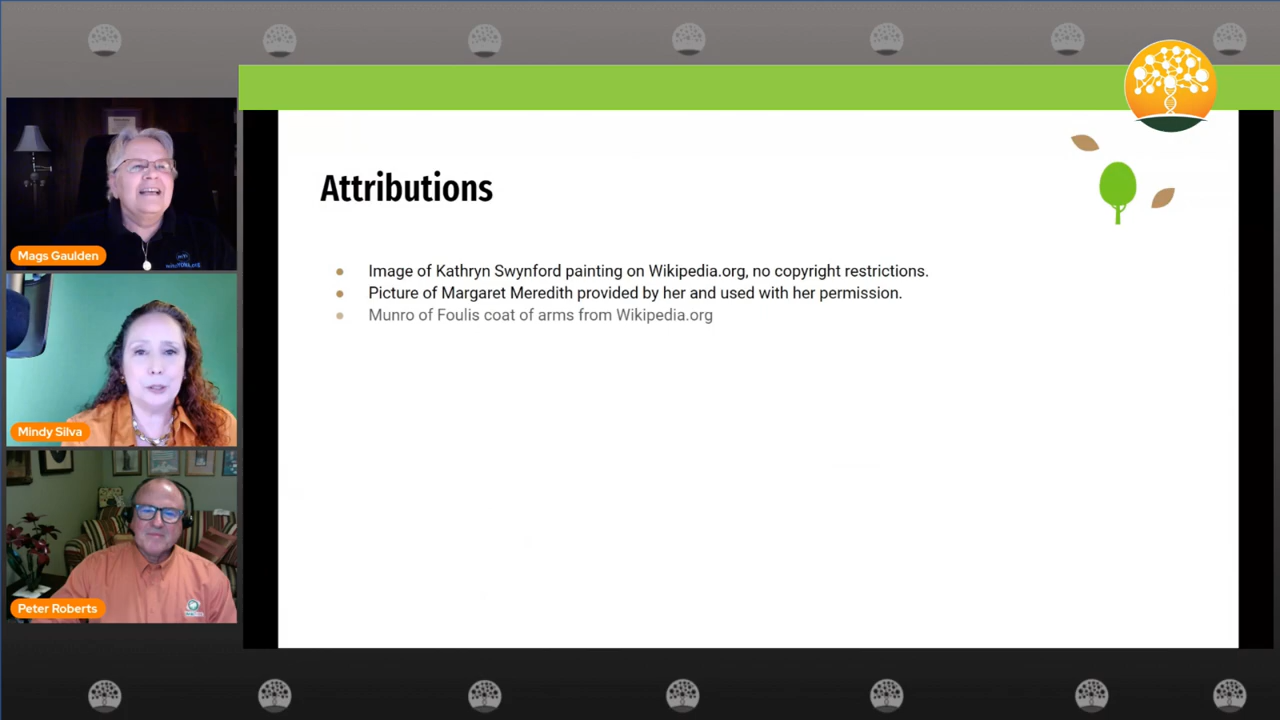 Attributions
Image of Kathryn Swynford painting on Wikipedia.org, no copyright restrictions.
Picture of Margaret Meredith provided by her and used with her permission.
Munro of Foulis coat of arms from Wikipedia.org
Mags Gaulden
Mindy Silva
Peter Roberts